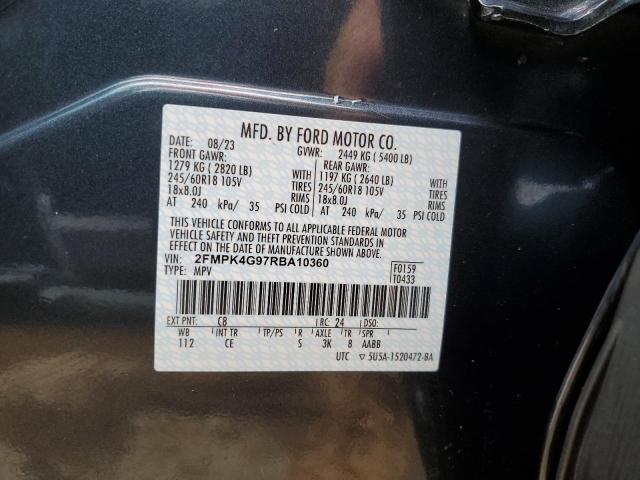 MFD. BY FORD MOTOR CO.
DATE: 08/23 GVWR: 2449 KG ( 5400 LB)
FRONT GAWR: REAR GAWR:
1279 KG ( 2820 LB) WITH 1197 KG ( 2640 LB) WITH
245/60R18 105V TIRES 245/60R18 105V TIRES
18x8.0J RIMS 18x8.0J RIMS
AT 240 kPa/ 35 PSI COLD AT 240 kPa/ 35 PSI COLD
THIS VEHICLE CONFORMS TO ALL APPLICABLE FEDERAL MOTOR
VEHICLE SAFETY AND THEFT PREVENTION STANDARDS IN
EFFECT ON THE DATE OF MANUFACTURE SHOWN ABOVE.
VIN: 2FMPK4G97RBA10360 F0159
TYPE: MPV T0433
EXT PNT: C8 RC: 24 DSO:
WB INT TR TP/PS R AXLE TR SPR
112 CE S 3K 8 AABB
UTC ▽ 5U5A-1520472-BA